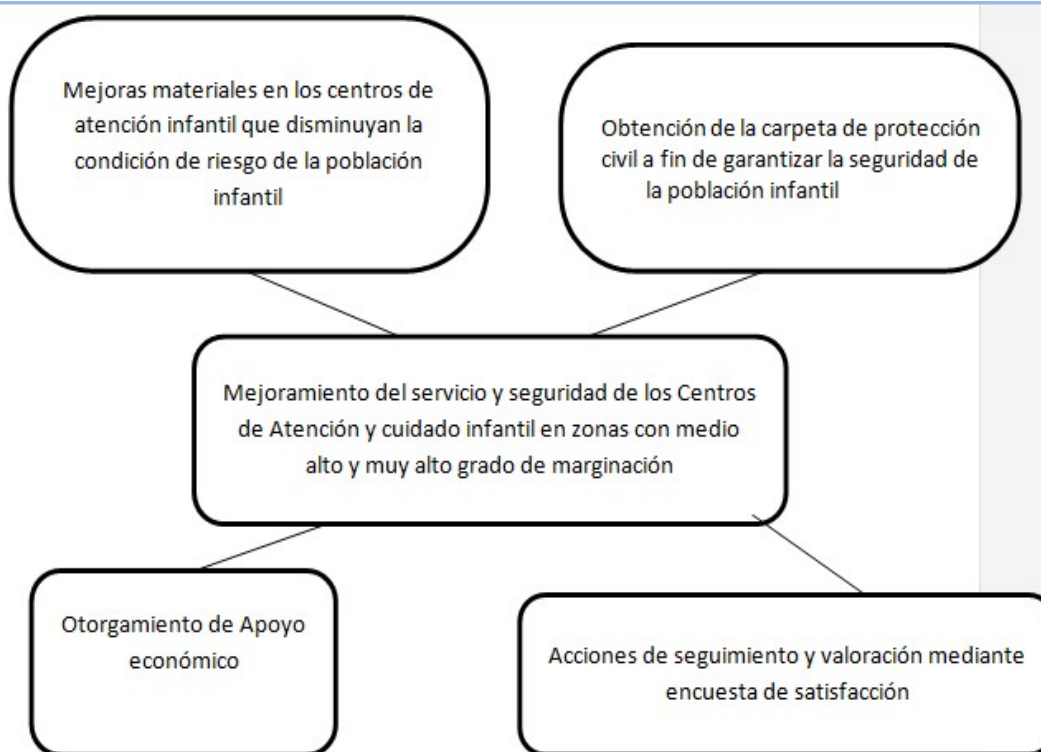 Mejoras materiales en los centros de
atención infantil que disminuyan la
condición de riesgo de la población
infantil
Obtención de la carpeta de protección
civil a fin de garantizar la seguridad de
la población infantil
Mejoramiento del servicio y seguridad de los Centros
de Atención y cuidado infantil en zonas con medio
alto y muy alto grado de marginación
Otorgamiento de Apoyo
económico
Acciones de seguimiento y valoración mediante
encuesta de satisfacción